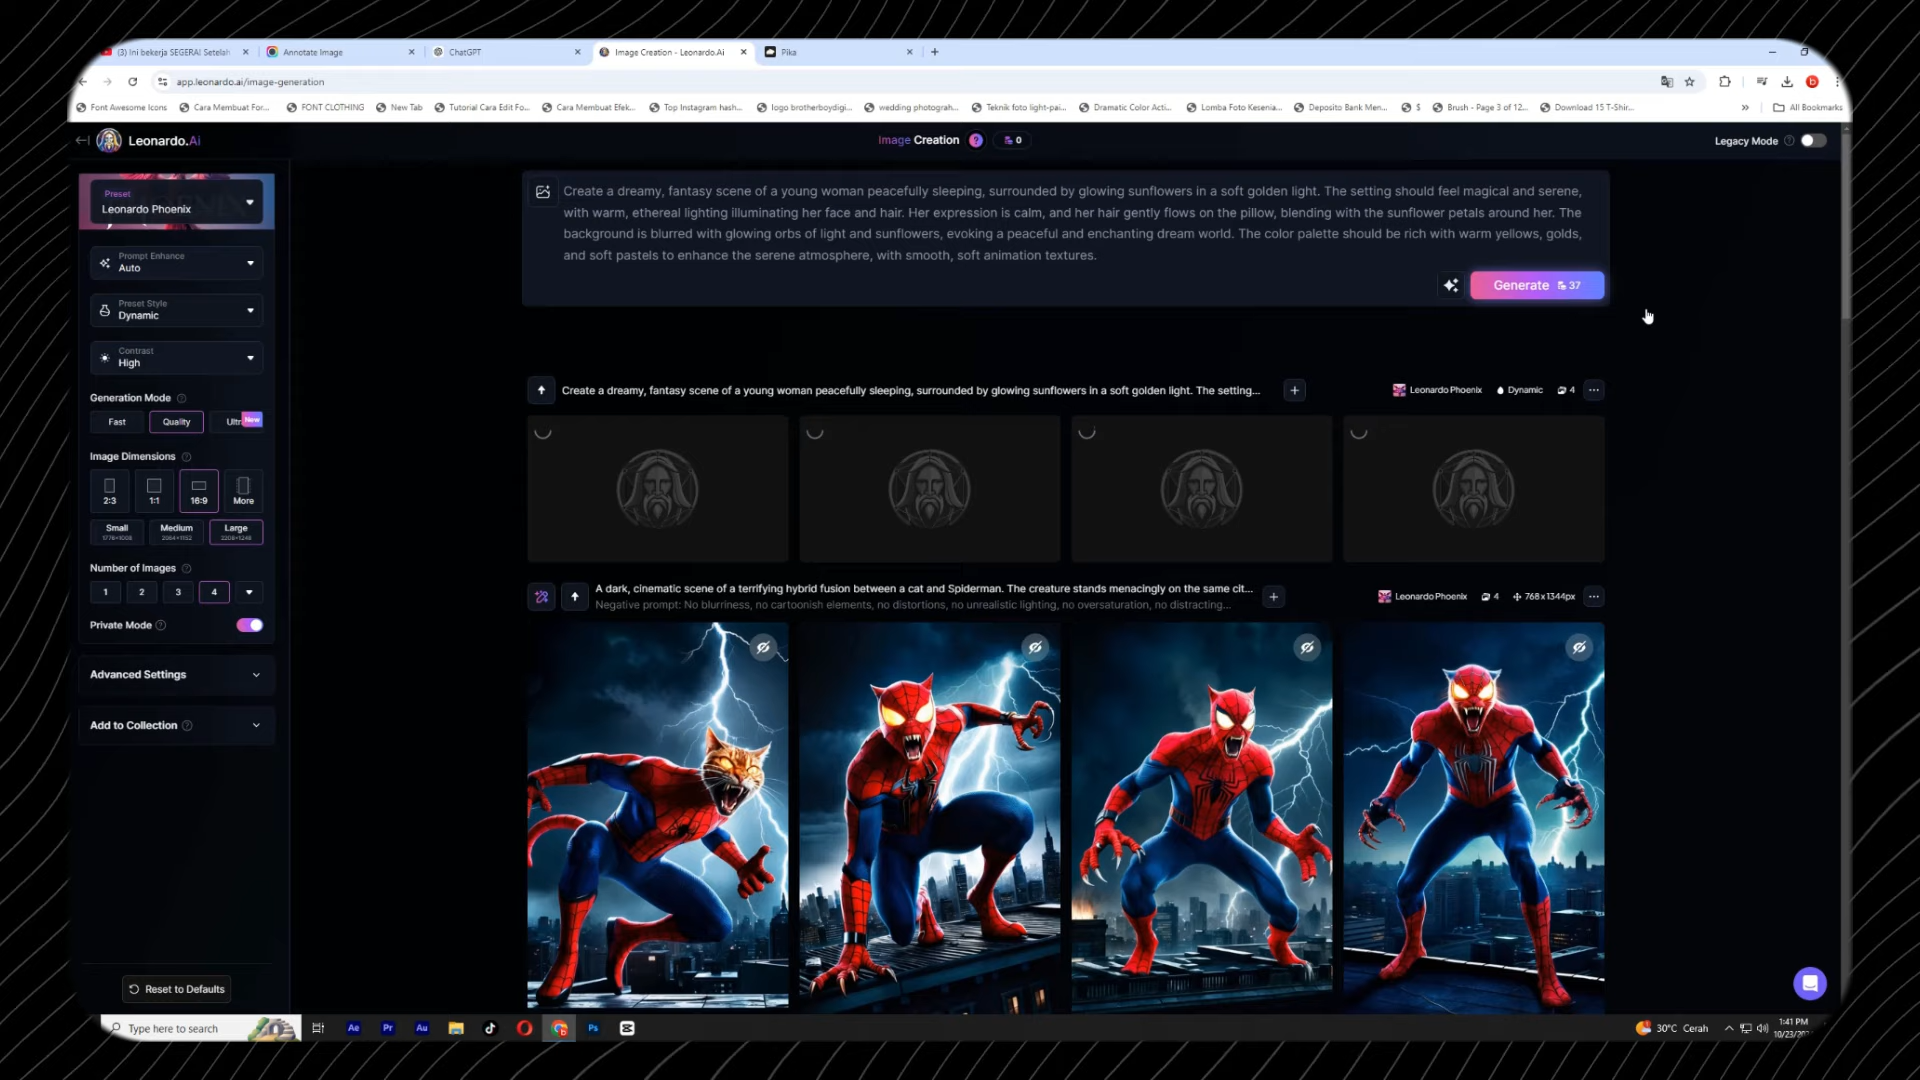 (3) Ini bekerja SEGERA! Setelah
Annotate Image
ChatGPT
Image Creation - Leonardo.Ai
Pika
app.leonardo.ai/image-generation
Font Awesome Icons
Cara Membuat For...
FONT CLOTHING
New Tab
Tutorial Cara Edit Fo...
Cara Membuat Efek...
Top Instagram hash...
logo brotherboydigi...
wedding photograh...
Teknik foto light-pai...
Dramatic Color Acti...
Lomba Foto Kesenia...
Deposito Bank Men...
$
Brush - Page 3 of 12...
Download 15 T-Shir...
All Bookmarks
Leonardo.Ai
Image Creation
0
Legacy Mode
Preset
Leonardo Phoenix
Prompt Enhance
Auto
Preset Style
Dynamic
Contrast
High
Generation Mode
Fast
Quality
Ultr
New
Image Dimensions
2:3
1:1
16:9
More
Small
Medium
Large
1776×1008
2064×1152
2208×1248
Number of Images
1
2
3
4
Private Mode
Advanced Settings
Add to Collection
Reset to Defaults
Create a dreamy, fantasy scene of a young woman peacefully sleeping, surrounded by glowing sunflowers in a soft golden light. The setting should feel magical and serene,
with warm, ethereal lighting illuminating her face and hair. Her expression is calm, and her hair gently flows on the pillow, blending with the sunflower petals around her. The
background is blurred with glowing orbs of light and sunflowers, evoking a peaceful and enchanting dream world. The color palette should be rich with warm yellows, golds,
and soft pastels to enhance the serene atmosphere, with smooth, soft animation textures.
Generate 37
Create a dreamy, fantasy scene of a young woman peacefully sleeping, surrounded by glowing sunflowers in a soft golden light. The setting...
Leonardo Phoenix
Dynamic
4
A dark, cinematic scene of a terrifying hybrid fusion between a cat and Spiderman. The creature stands menacingly on the same cit...
Negative prompt: No blurriness, no cartoonish elements, no distortions, no unrealistic lighting, no oversaturation, no distracting...
Leonardo Phoenix
4
768x1344px
Type here to search
Ae
Pr
Au
Ps
30°C Cerah
1:41 PM